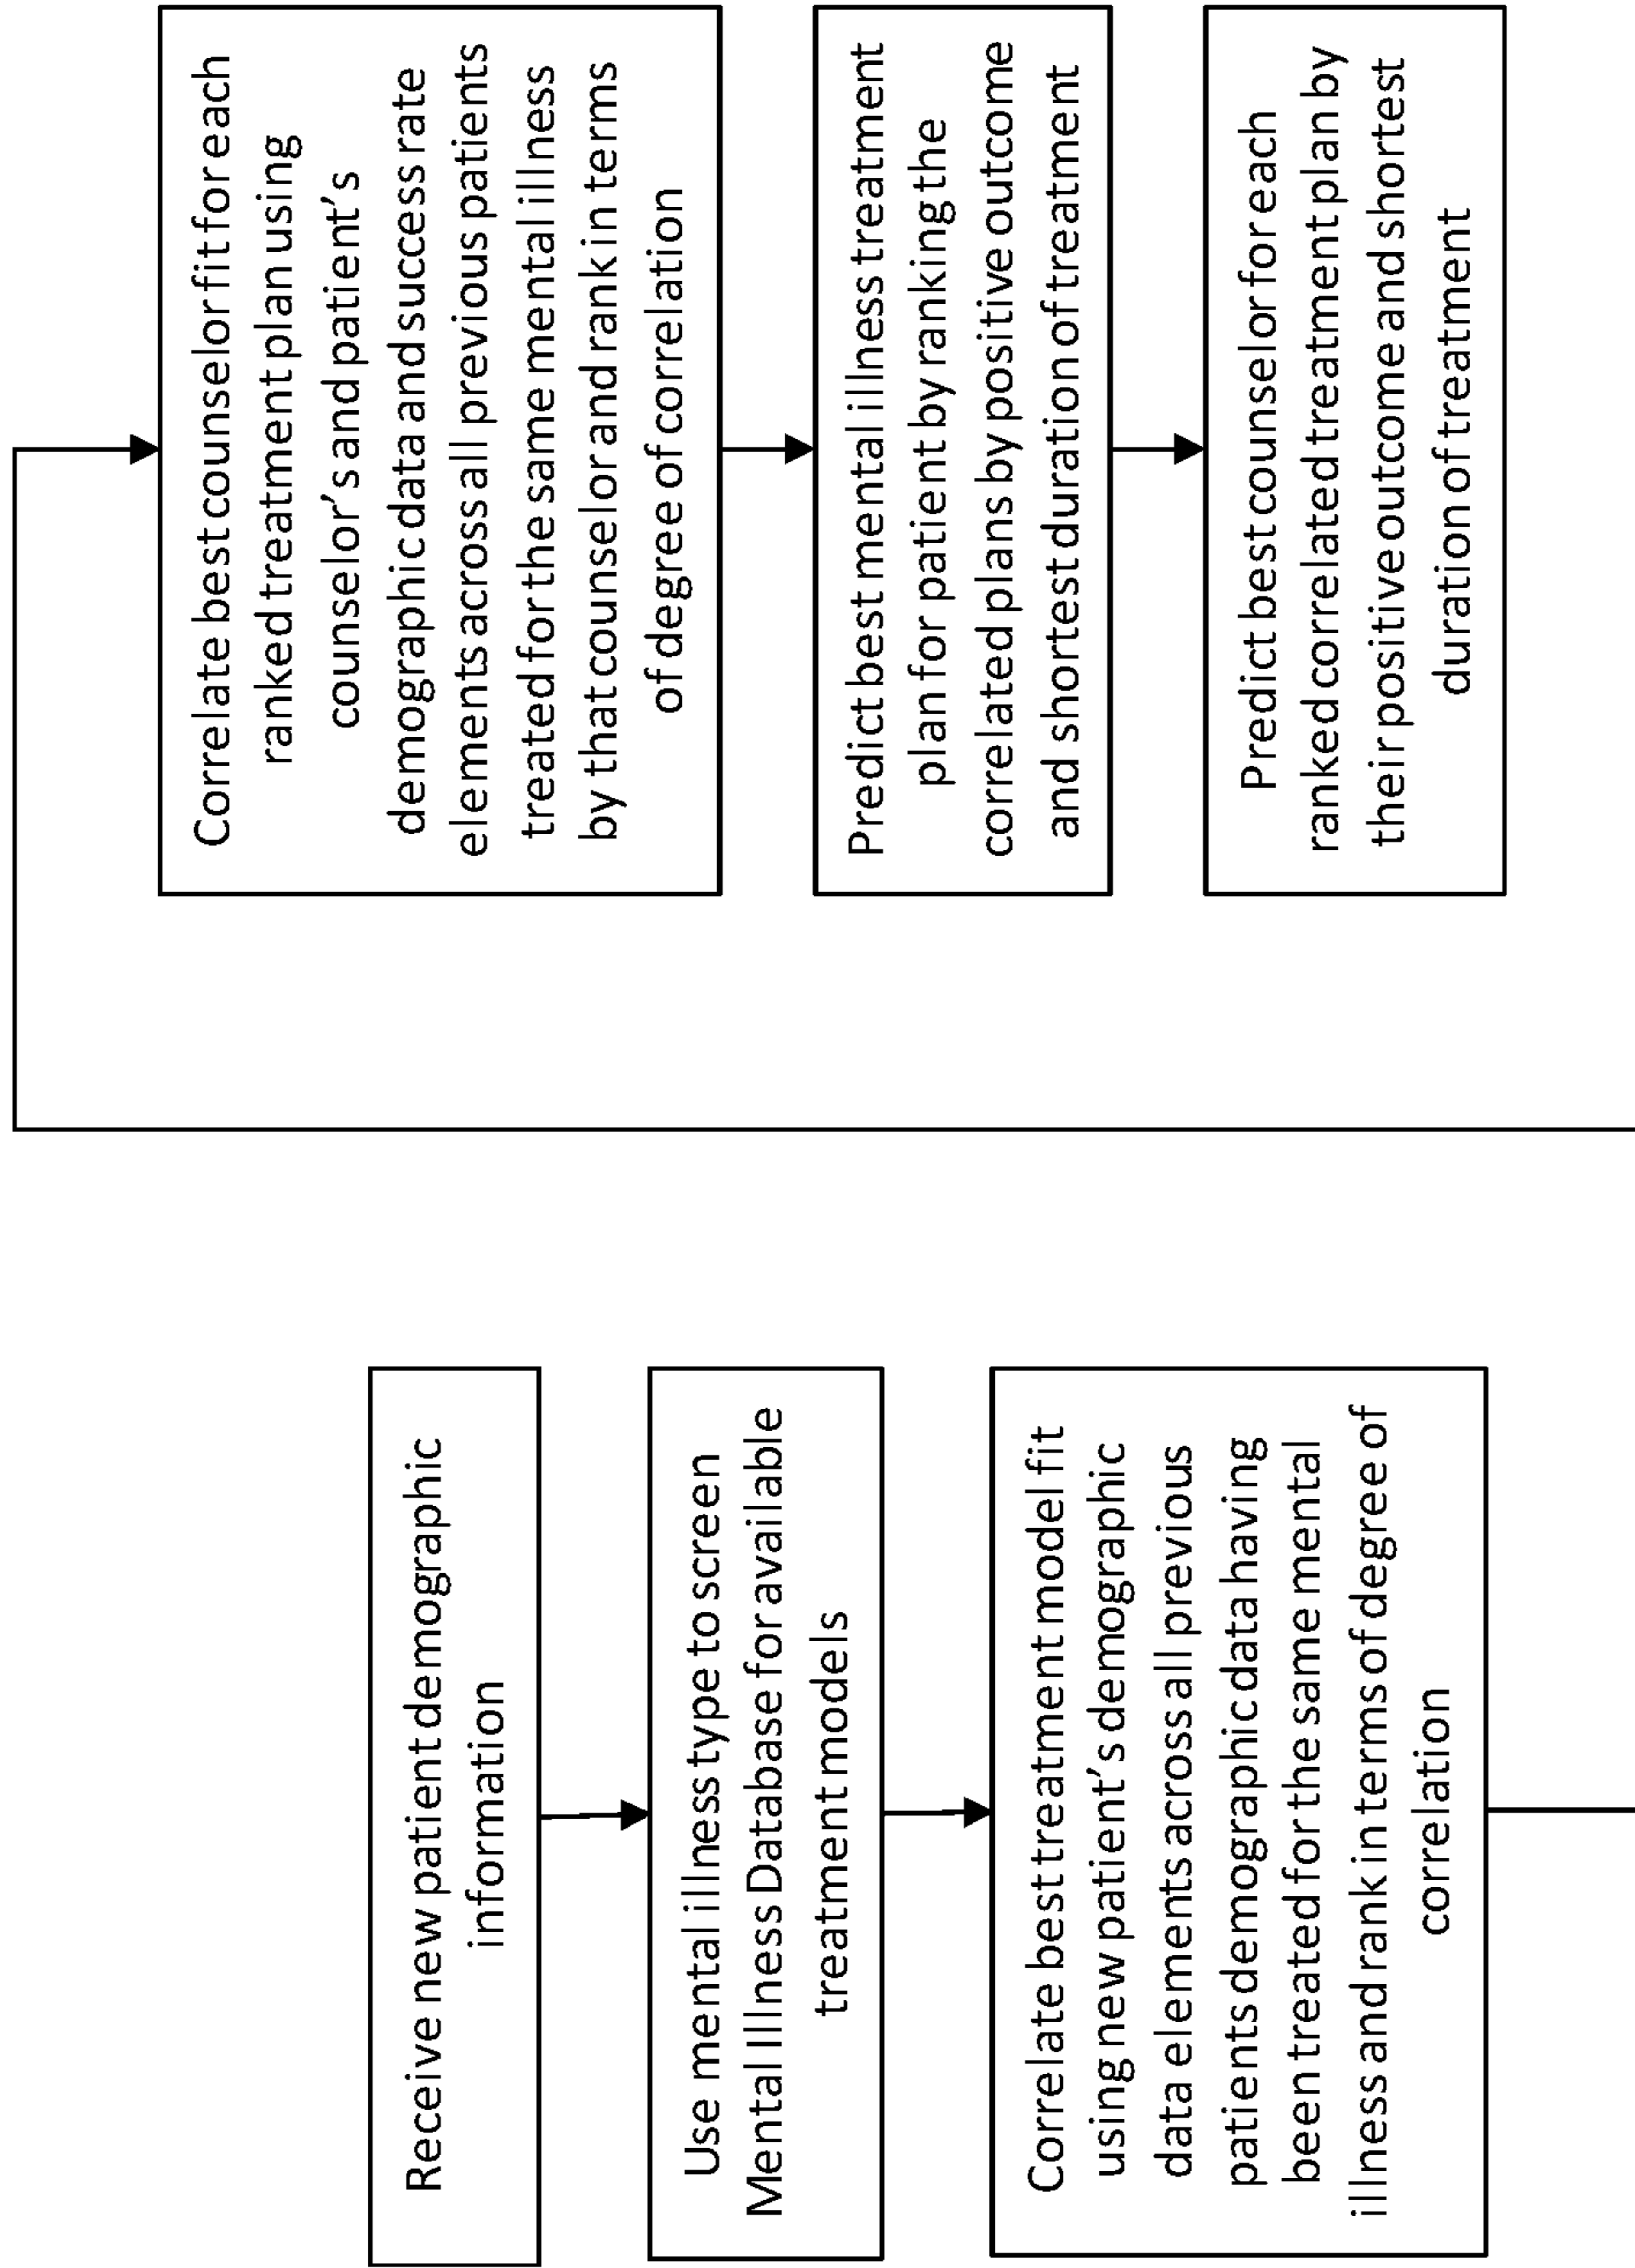 Receive new patient demographic
information
Use mental illness type to screen
Mental Illness Database for available
treatment models
Correlate best treatment model fit
using new patient's demographic
data elements across all previous
patients demographic data having
been treated for the same mental
illness and rank in terms of degree of
correlation
Correlate best counselor fit for each
ranked treatment plan using
counselor's and patient's
demographic data and success rate
elements across all previous patients
treated for the same mental illness
by that counselor and rank in terms
of degree of correlation
Predict best mental illness treatment
plan for patient by ranking the
correlated plans by positive outcome
and shortest duration of treatment
Predict best counselor for each
ranked correlated treatment plan by
their positive outcome and shortest
duration of treatment